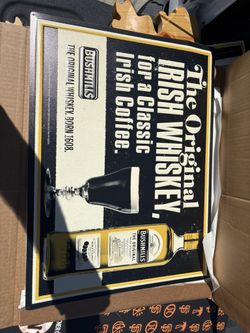 The Original
IRISH WHISKEY,
for a Classic
Irish Coffee.
BUSHMILLS
THE ORIGINAL WHISKEY. BORN 1608.
BUSHMILLS